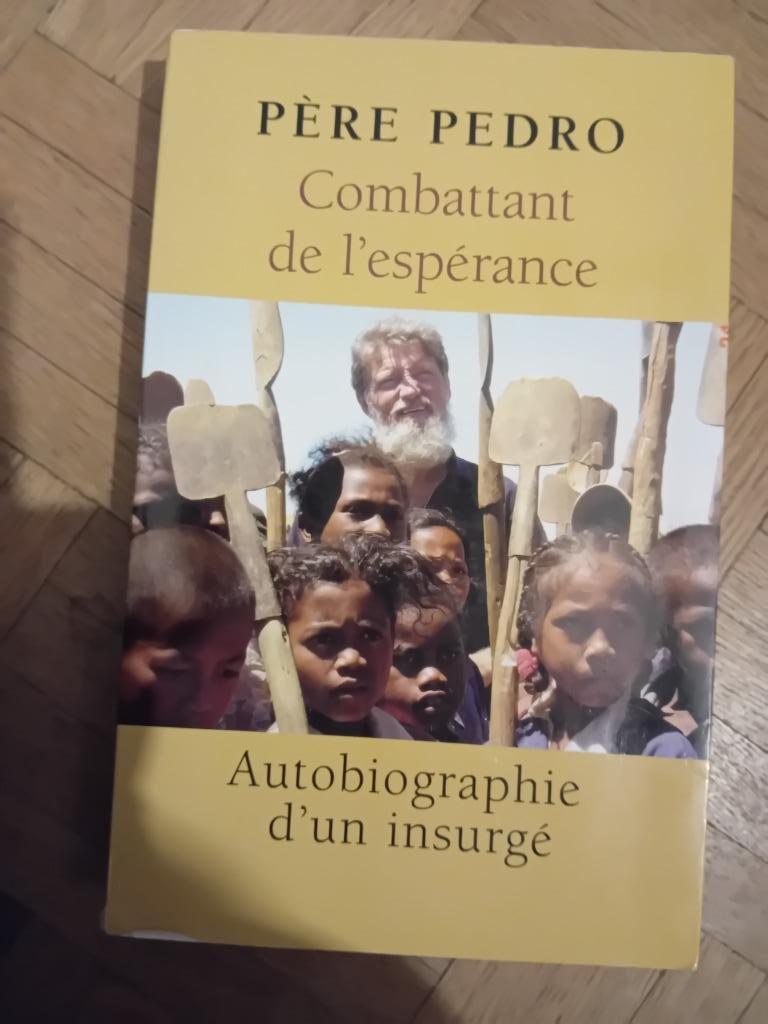 PÈRE PEDRO
Combattant
de l'espérance
Autobiographie
d'un insurgé